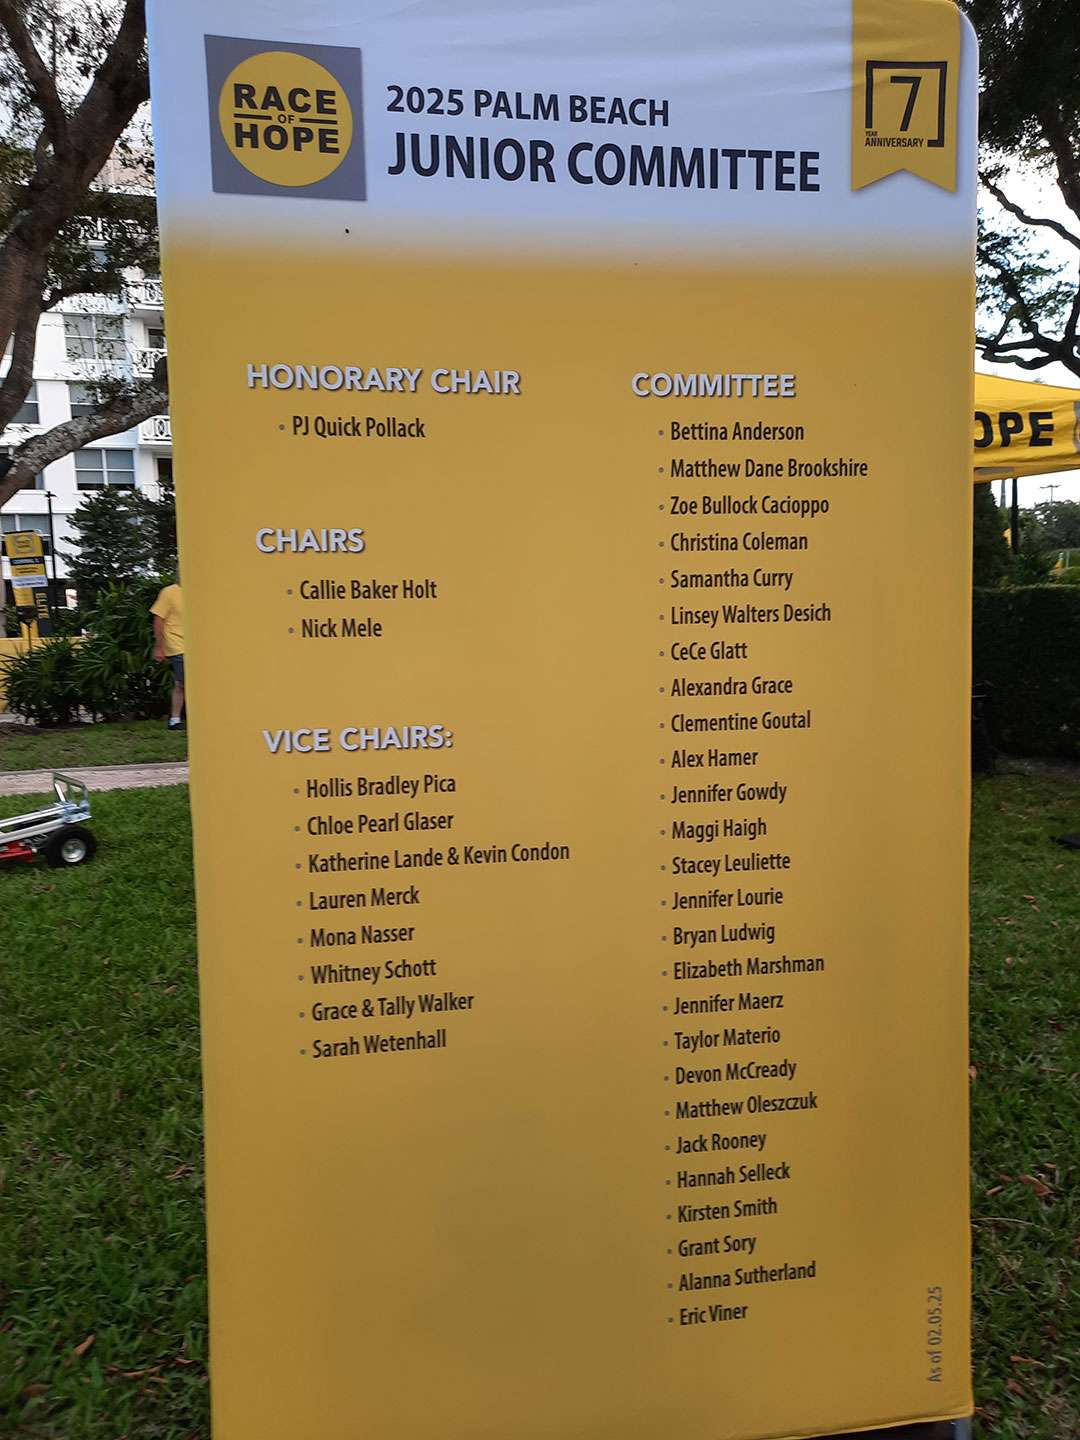 RACE
OF
HOPE
2025 PALM BEACH
JUNIOR COMMITTEE
7
YEAR
ANNIVERSARY
HONORARY CHAIR
• PJ Quick Pollack
CHAIRS
• Callie Baker Holt
• Nick Mele
VICE CHAIRS:
• Hollis Bradley Pica
• Chloe Pearl Glaser
• Katherine Lande & Kevin Condon
• Lauren Merck
• Mona Nasser
• Whitney Schott
• Grace & Tally Walker
• Sarah Wetenhall
COMMITTEE
• Bettina Anderson
• Matthew Dane Brookshire
• Zoe Bullock Cacioppo
• Christina Coleman
• Samantha Curry
• Linsey Walters Desich
• CeCe Glatt
• Alexandra Grace
• Clementine Goutal
• Alex Hamer
• Jennifer Gowdy
• Maggi Haigh
• Stacey Leuliette
• Jennifer Lourie
• Bryan Ludwig
• Elizabeth Marshman
• Jennifer Maerz
• Taylor Materio
• Devon McCready
• Matthew Oleszczuk
• Jack Rooney
• Hannah Selleck
• Kirsten Smith
• Grant Sory
• Alanna Sutherland
• Eric Viner
As of 02.05.25
OPE